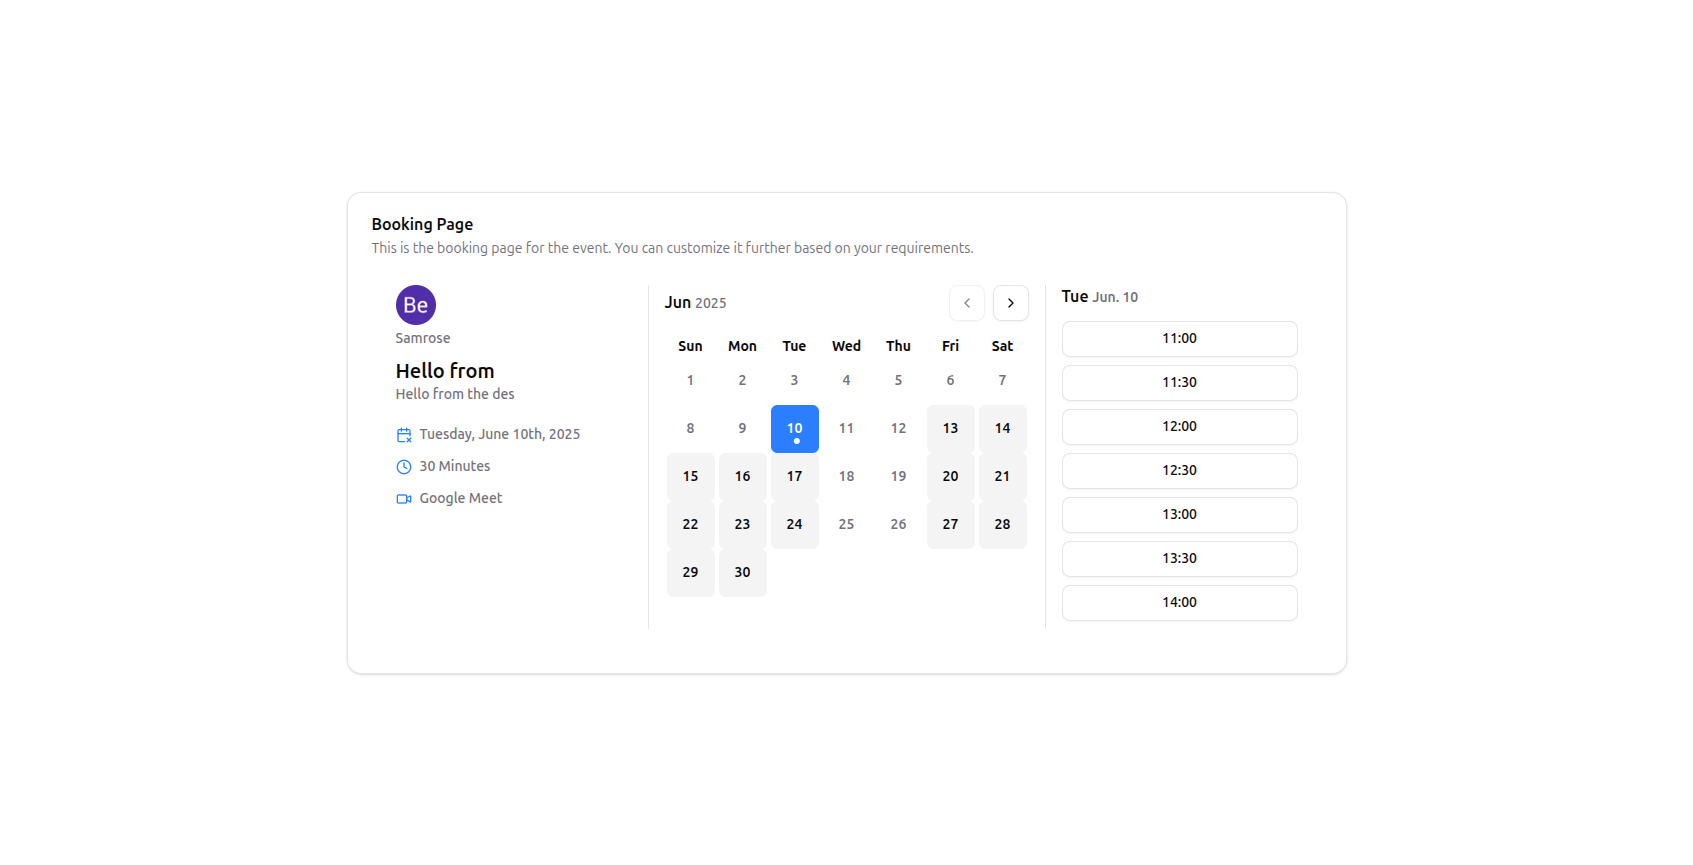 Booking Page
This is the booking page for the event. You can customize it further based on your requirements.
Be
Samrose
Hello from
Hello from the des
Tuesday, June 10th, 2025
30 Minutes
Google Meet
Jun 2025
Sun Mon Tue Wed Thu Fri Sat
1 2 3 4 5 6 7
8 9 10 11 12 13 14
15 16 17 18 19 20 21
22 23 24 25 26 27 28
29 30
Tue Jun. 10
11:00
11:30
12:00
12:30
13:00
13:30
14:00